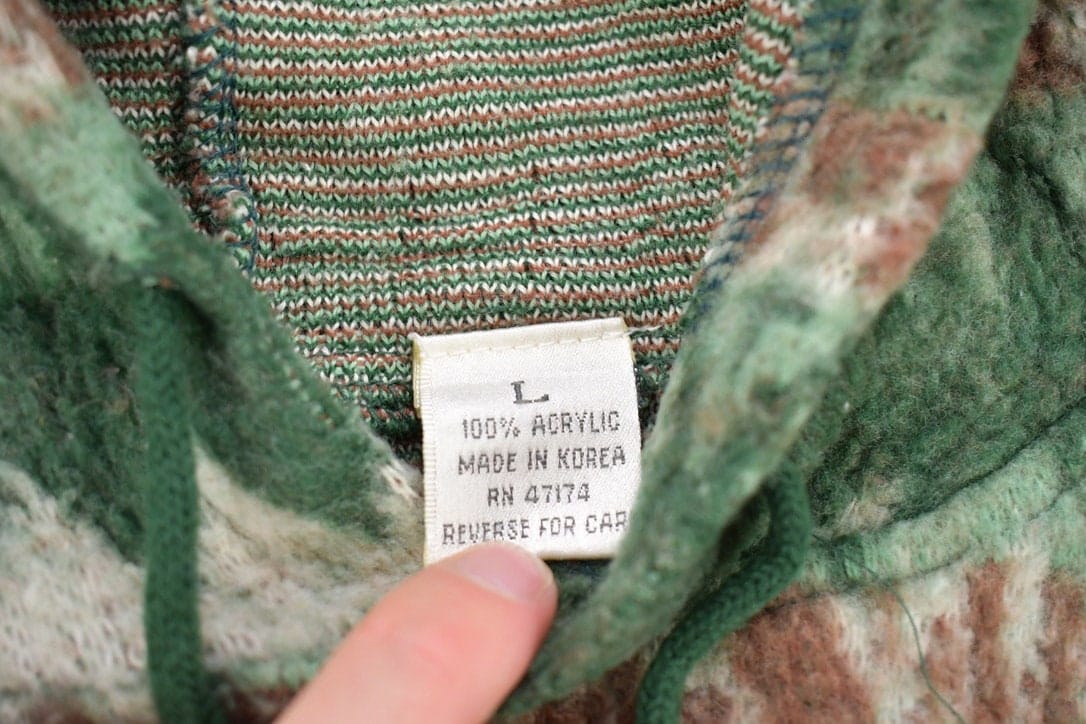 L
100% ACRYLIC
MADE IN KOREA
RN 47174
REVERSE FOR CAR